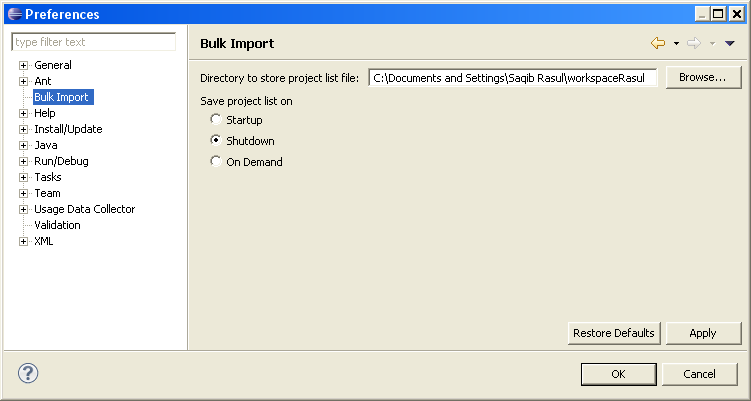 Preferences
type filter text
General
Ant
Bulk Import
Help
Install/Update
Java
Run/Debug
Tasks
Team
Usage Data Collector
Validation
XML
Bulk Import
Directory to store project list file: C:\Documents and Settings\Saqib Rasul\workspaceRasul Browse...
Save project list on
Startup
Shutdown
On Demand
Restore Defaults Apply
? OK Cancel